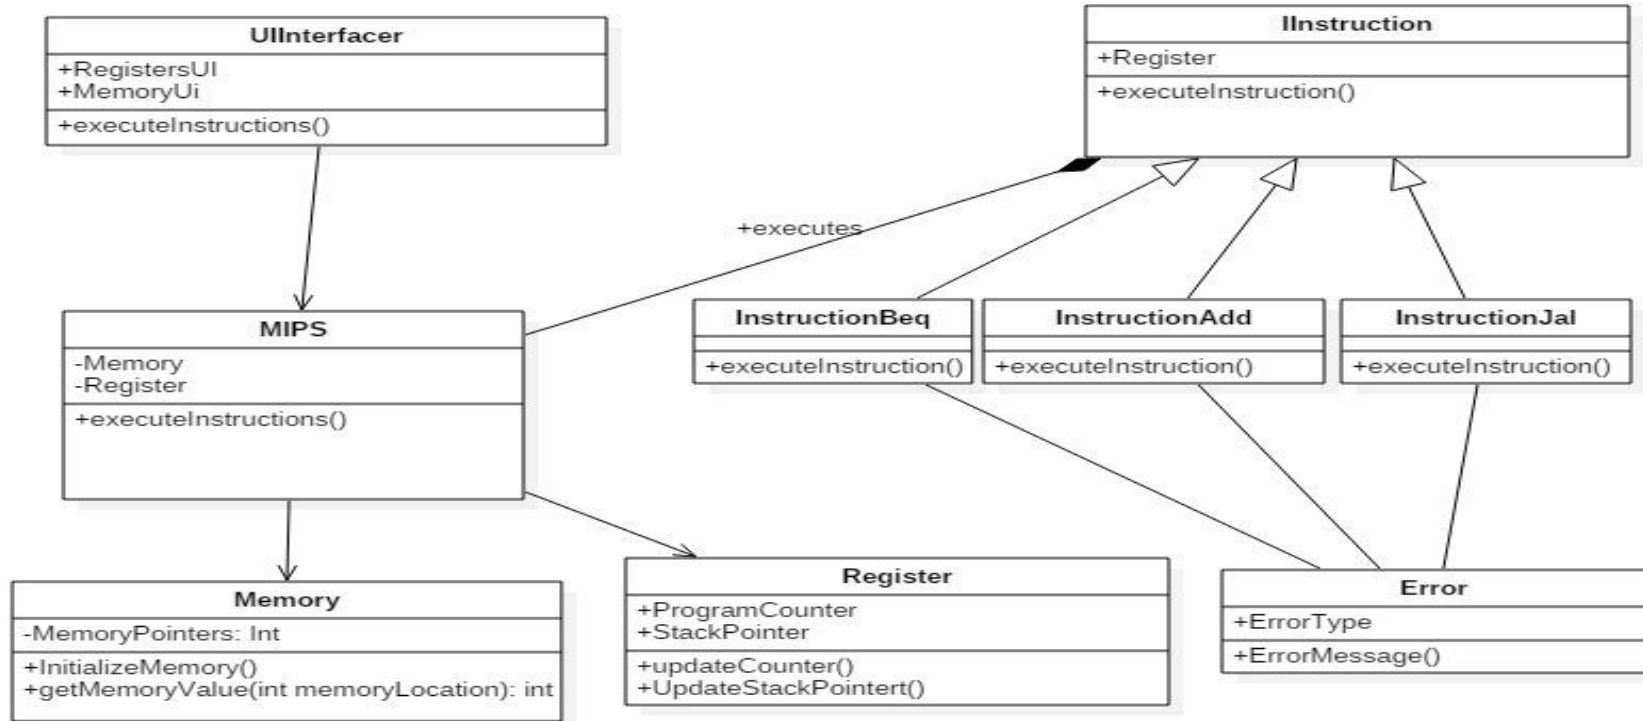 UIInterfacer
+RegistersUI
+MemoryUi
+executeInstructions()
IInstruction
+Register
+executeInstruction()
+executes
MIPS
-Memory
-Register
+executeInstructions()
InstructionBeq
+executeInstruction()
InstructionAdd
+executeInstruction()
InstructionJal
+executeInstruction()
Memory
-MemoryPointers: Int
+InitializeMemory()
+getMemoryValue(int memoryLocation): int
Register
+ProgramCounter
+StackPointer
+updateCounter()
+UpdateStackPointert()
Error
+ErrorType
+ErrorMessage()